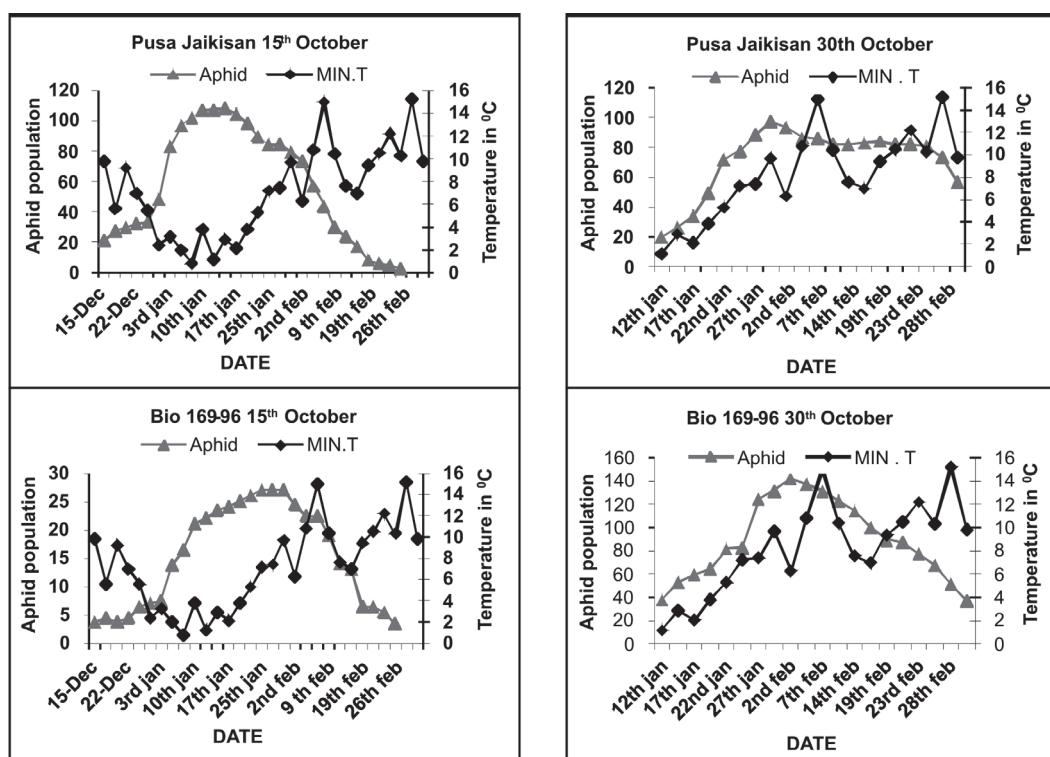 Pusa Jaikisan 15th October
Aphid MIN.T
Aphid population
120
100
80
60
40
20
0
16
14
12
10
8
6
4
2
0
Temperature in ⁰C
15-Dec 22-Dec 3rd jan 10th jan 17th jan 25th jan 2nd feb 9 th feb 19th feb 26th feb
DATE
Pusa Jaikisan 30th October
Aphid MIN . T
Aphid population
120
100
80
60
40
20
0
16
14
12
10
8
6
4
2
0
Temperature in ⁰C
12th jan 17th jan 22nd jan 27th jan 2nd feb 7th feb 14th feb 19th feb 23rd feb 28th feb
DATE
Bio 169-96 15th October
Aphid MIN.T
Aphid population
30
25
20
15
10
5
0
16
14
12
10
8
6
4
2
0
Temperature in ⁰C
15-Dec 22-Dec 3rd jan 10th jan 17th jan 25th jan 2nd feb 9 th feb 19th feb 26th feb
DATE
Bio 169-96 30th October
Aphid MIN . T
Aphid population
160
140
120
100
80
60
40
20
0
16
14
12
10
8
6
4
2
0
Temperature in ⁰C
12th jan 17th jan 22nd jan 27th jan 2nd feb 7th feb 14th feb 19th feb 23rd feb 28th feb
DATE